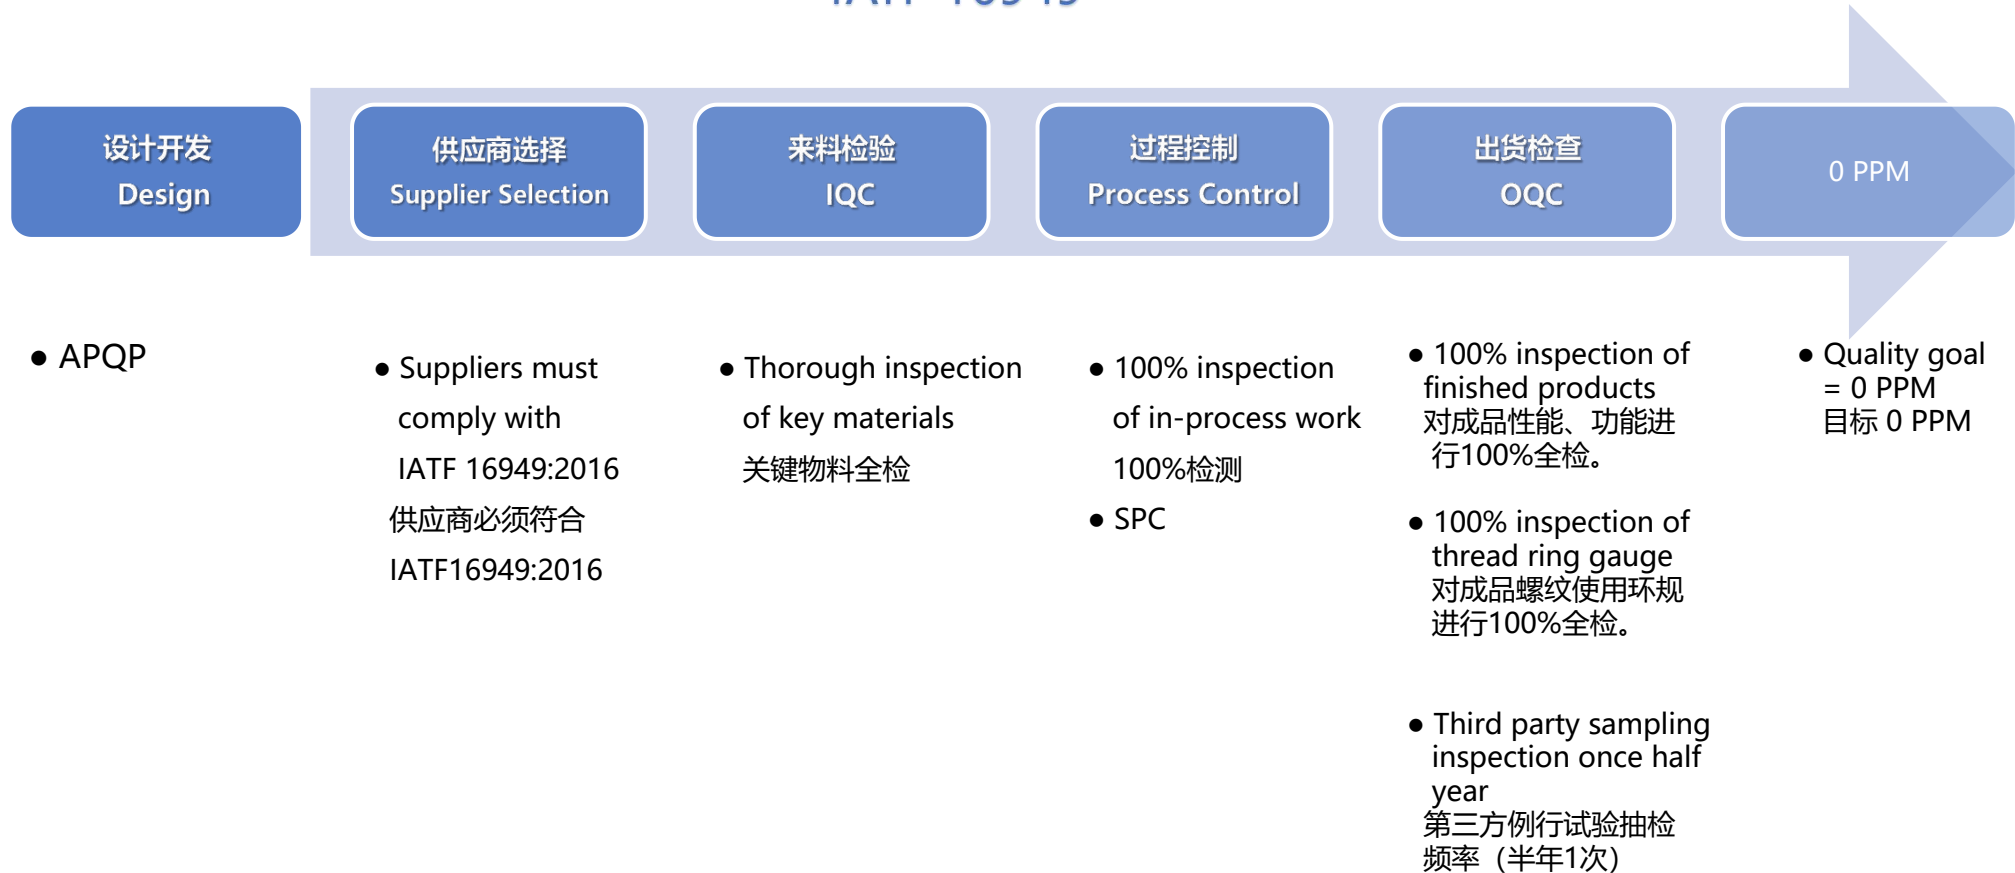 设计开发
Design
供应商选择
Supplier Selection
来料检验
IQC
过程控制
Process Control
出货检查
OQC
0 PPM
● APQP
● Suppliers must
comply with
IATF 16949:2016
供应商必须符合
IATF16949:2016
● Thorough inspection
of key materials
关键物料全检
● 100% inspection
of in-process work
100%检测
● SPC
● 100% inspection of
finished products
对成品性能、功能进
行100%全检。
● 100% inspection of
thread ring gauge
对成品螺纹使用环规
进行100%全检。
● Third party sampling
inspection once half
year
第三方例行试验抽检
频率（半年1次）
● Quality goal
= 0 PPM
目标 0 PPM